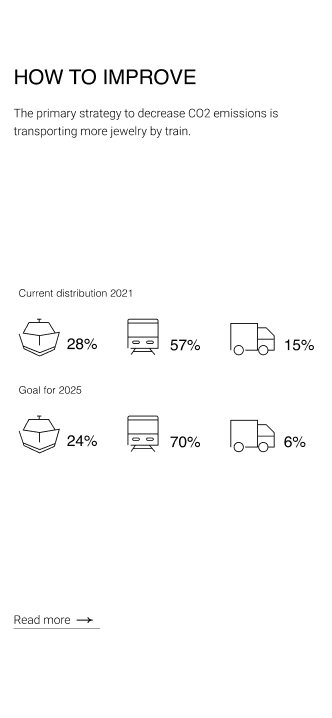 HOW TO IMPROVE
The primary strategy to decrease CO2 emissions is
transporting more jewelry by train.
Current distribution 2021
28% 57% 15%
Goal for 2025
24% 70% 6%
Read more →